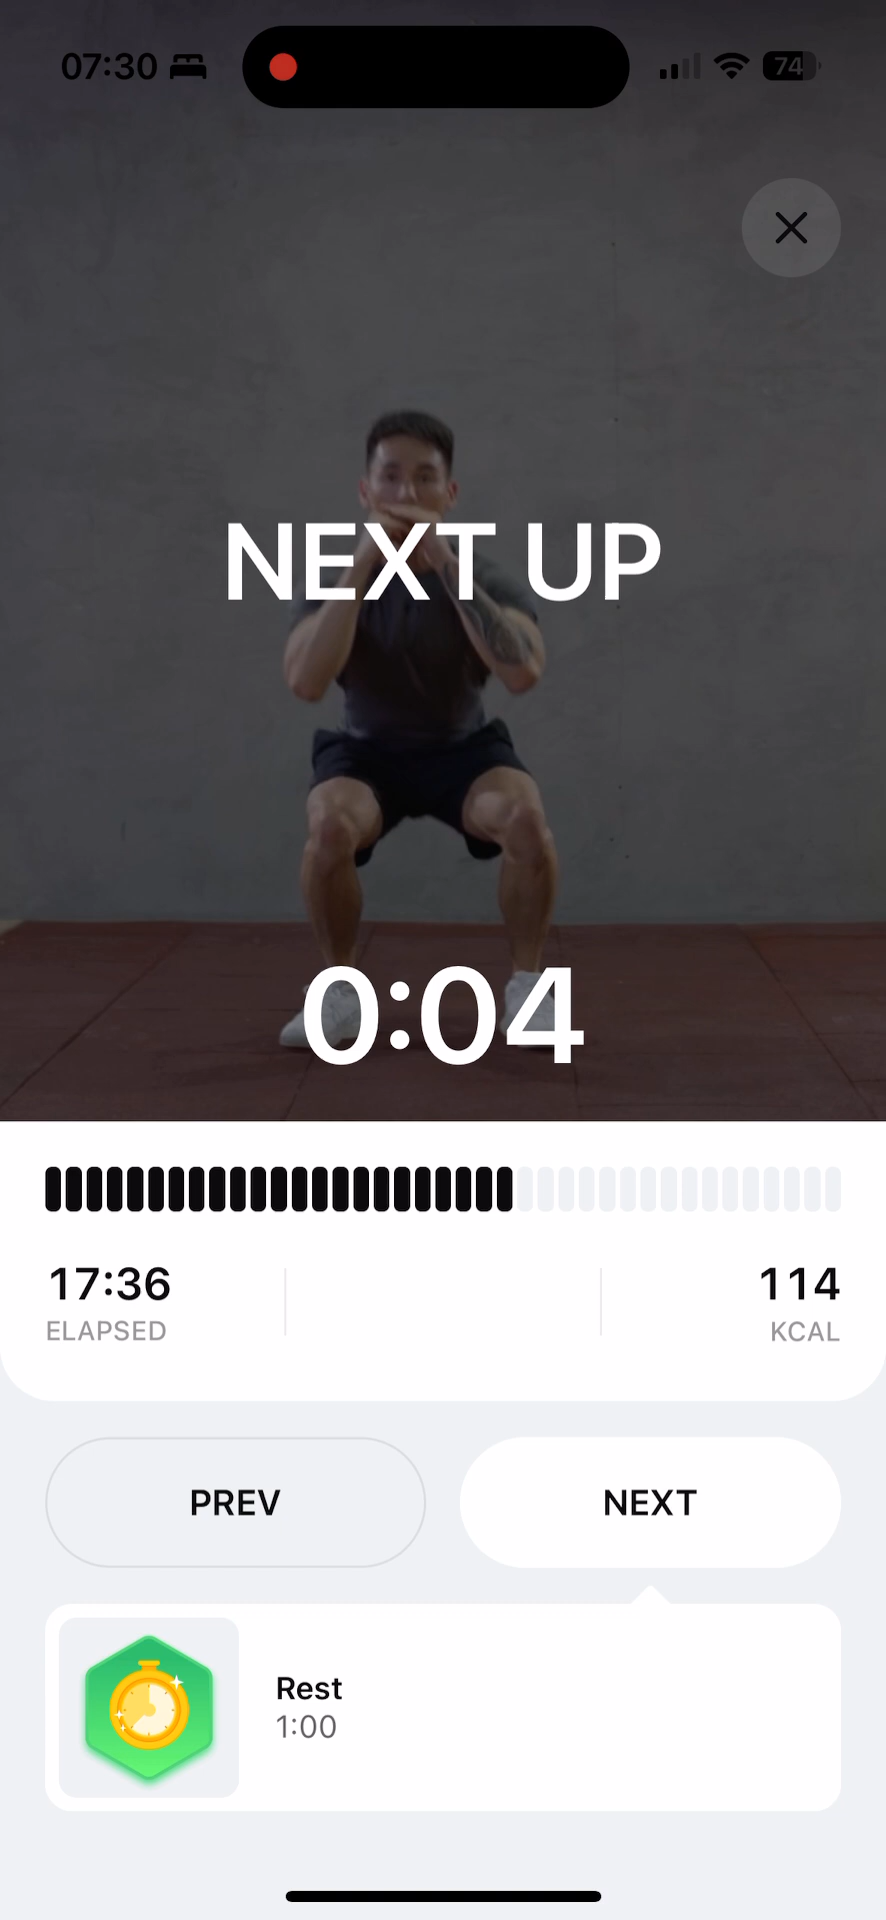 07:30
74
NEXT UP
0:04
17:36
ELAPSED
114
KCAL
PREV
NEXT
Rest
1:00